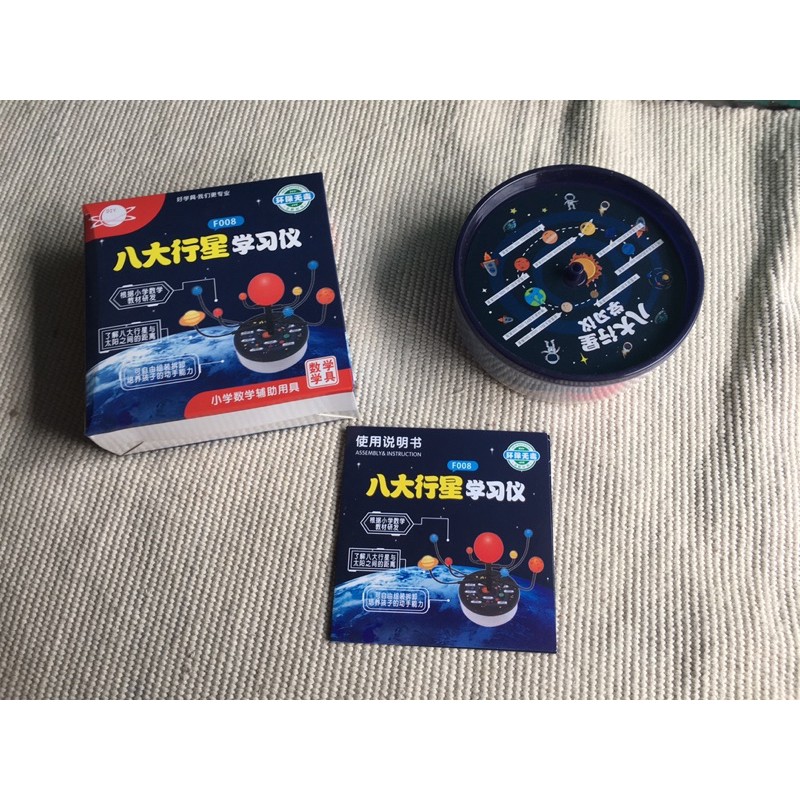 好学具·我们更专业
环保无毒
F008
八大行星学习仪
根据小学数学
教材研发
了解八大行星与
太阳之间的距离
可自由组装拆卸
培养孩子的动手能力
数学
学具
小学数学辅助用具
八大行星
学习仪
使用说明书
ASSEMBLY& INSTRUCTION
环保无毒
F008
八大行星学习仪
根据小学数学
教材研发
了解八大行星与
太阳之间的距离
可自由组装拆卸
培养孩子的动手能力